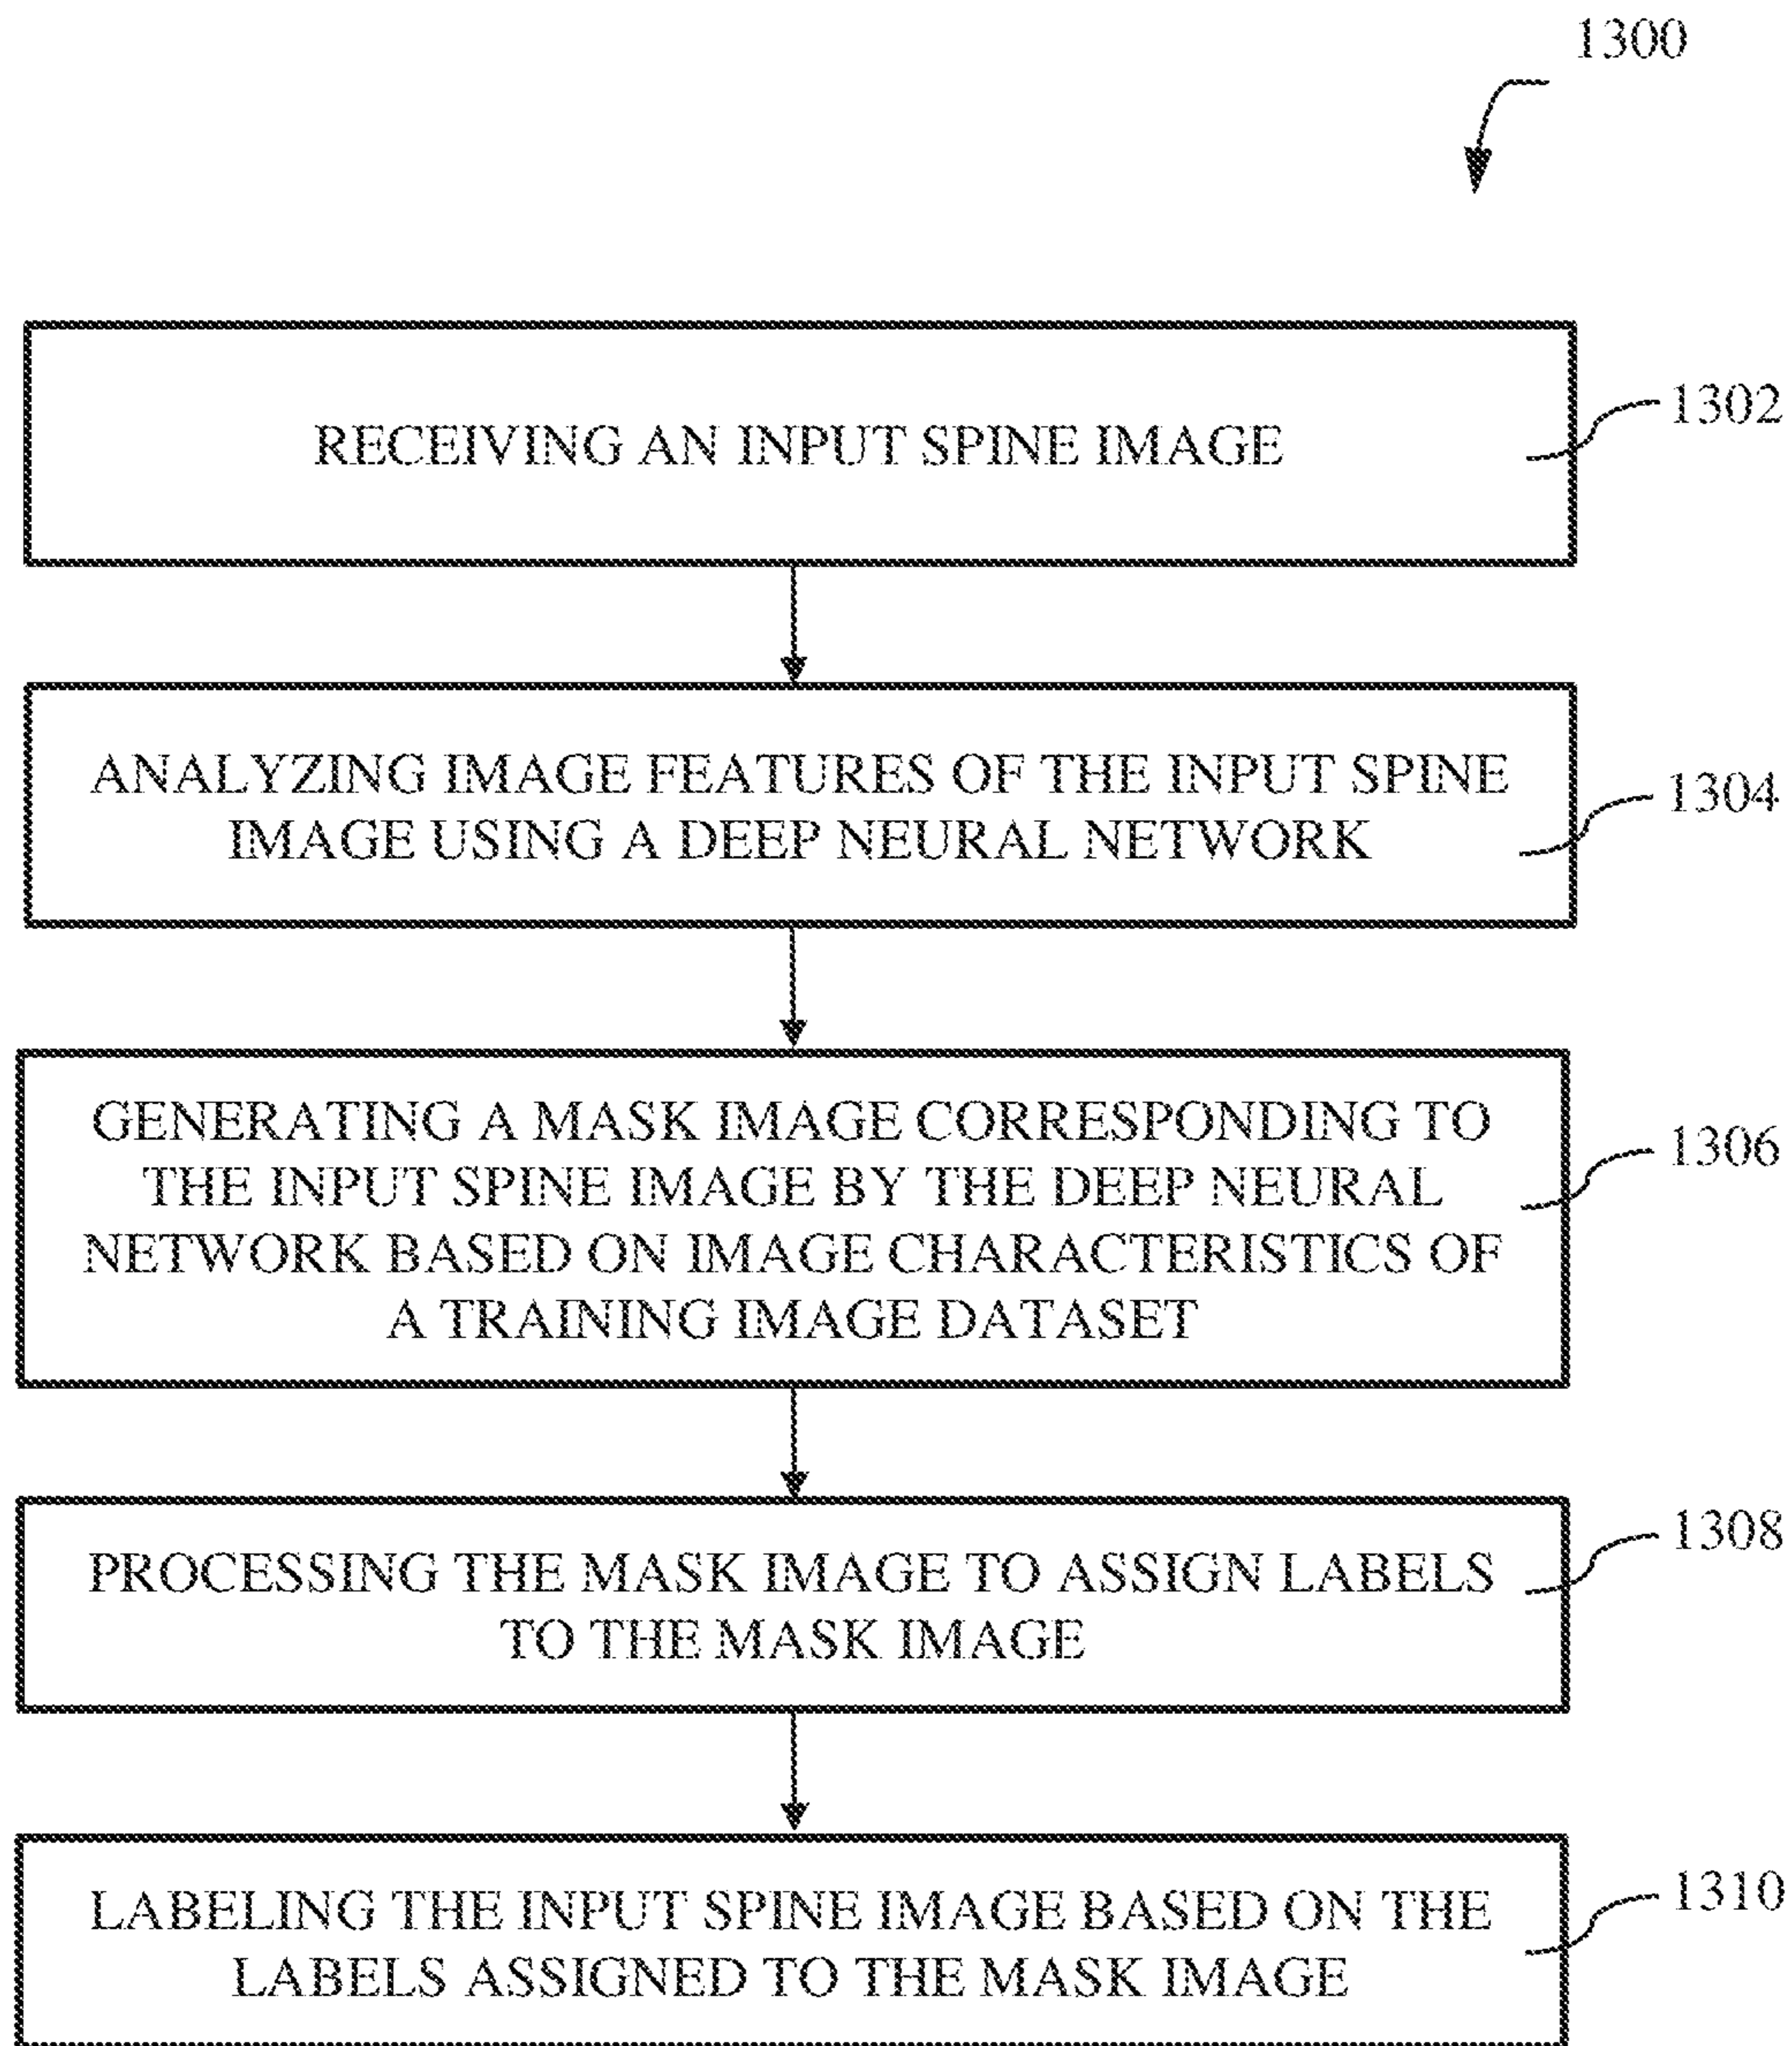 1300
RECEIVING AN INPUT SPINE IMAGE
1302
ANALYZING IMAGE FEATURES OF THE INPUT SPINE
IMAGE USING A DEEP NEURAL NETWORK
1304
GENERATING A MASK IMAGE CORRESPONDING TO
THE INPUT SPINE IMAGE BY THE DEEP NEURAL
NETWORK BASED ON IMAGE CHARACTERISTICS OF
A TRAINING IMAGE DATASET
1306
PROCESSING THE MASK IMAGE TO ASSIGN LABELS
TO THE MASK IMAGE
1308
LABELING THE INPUT SPINE IMAGE BASED ON THE
LABELS ASSIGNED TO THE MASK IMAGE
1310